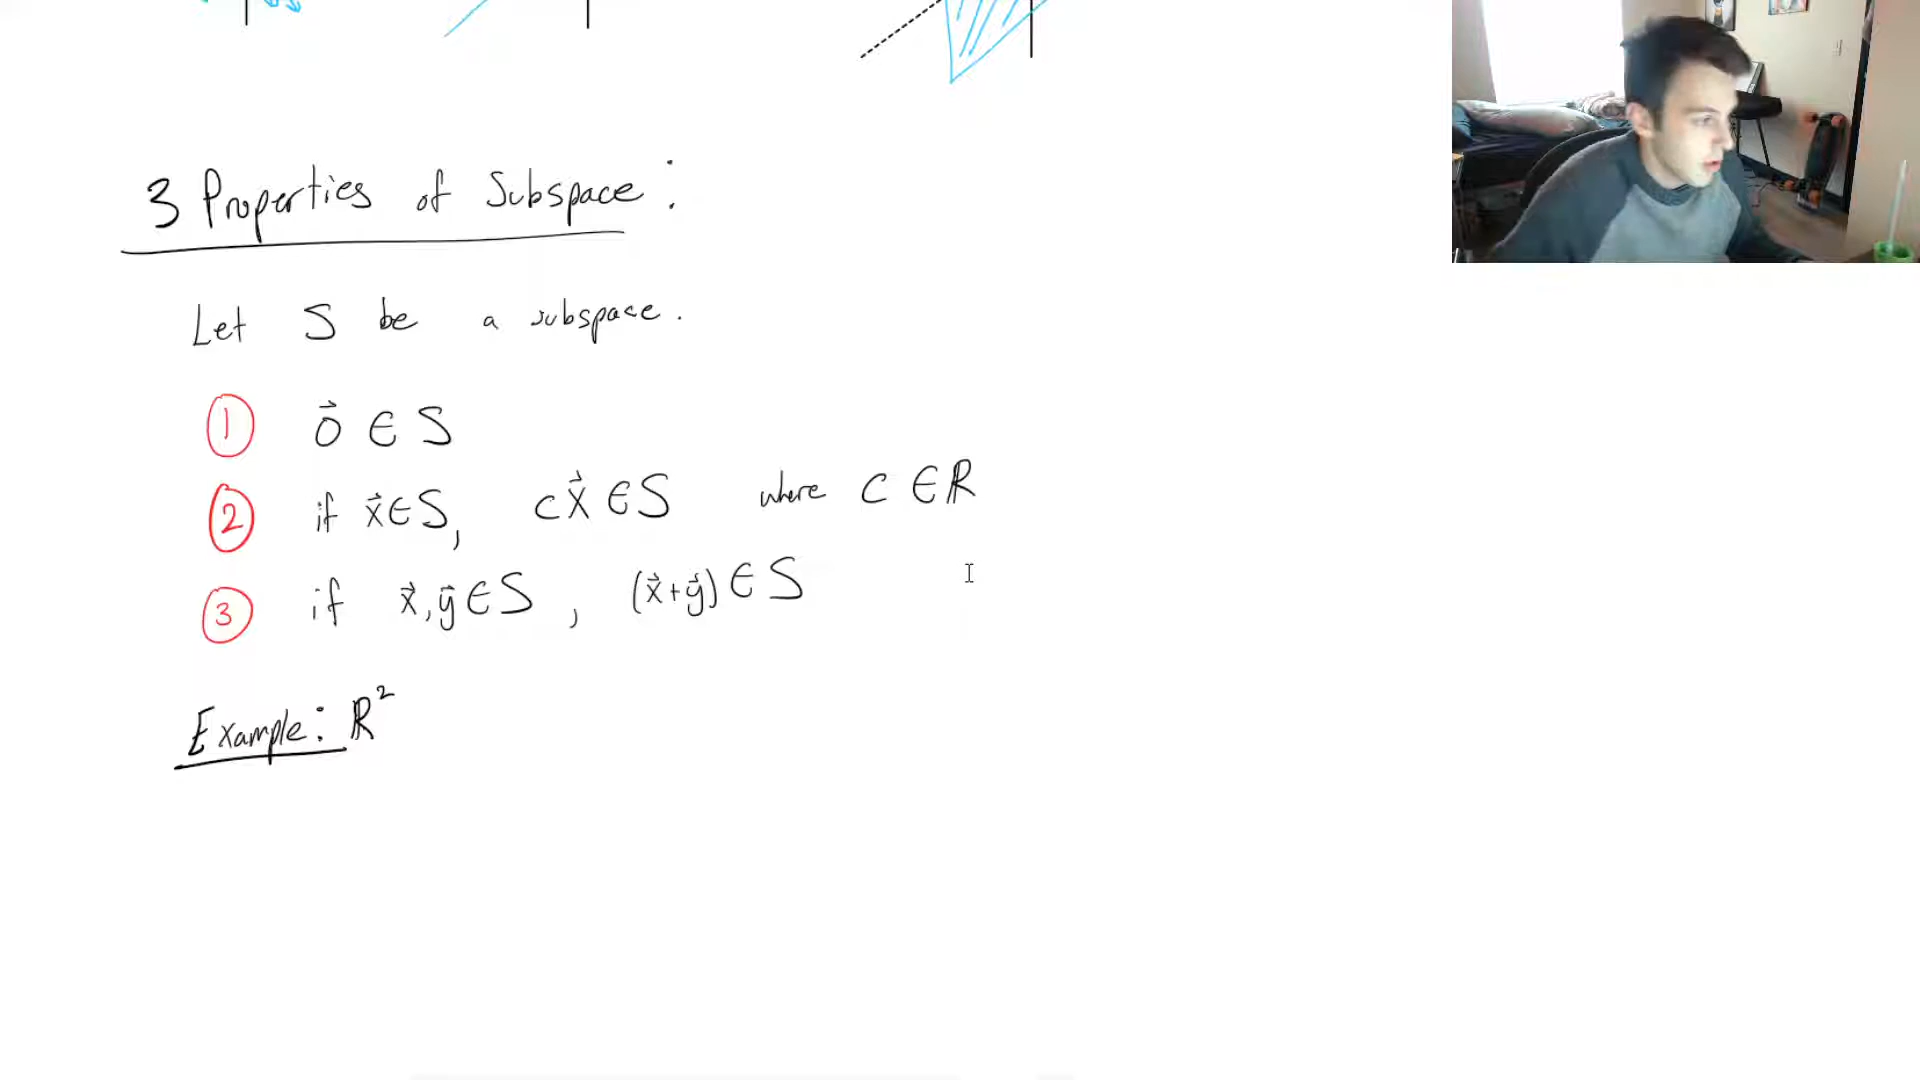 3 Properties of Subspace:
Let S be a subspace.
① 0⃗ ∈ S
② if x⃗∈S, cx⃗ ∈S where c ∈ℝ
③ if x⃗, y⃗ ∈ S, (x⃗+y⃗) ∈ S
Example: ℝ²